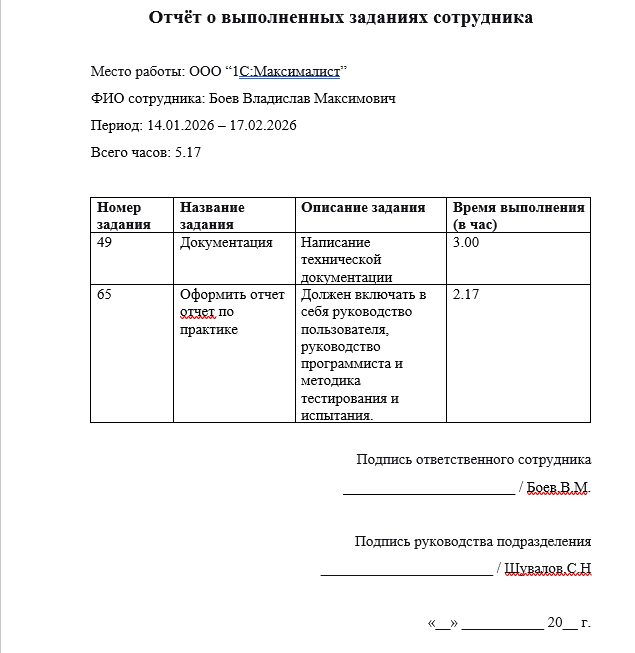 Отчёт о выполненных заданиях сотрудника
Место работы: ООО “1С:Максималист”
ФИО сотрудника: Боев Владислав Максимович
Период: 14.01.2026 – 17.02.2026
Всего часов: 5.17
Номер задания Название задания Описание задания Время выполнения (в час)
49 Документация Написание технической документации 3.00
65 Оформить отчет отчет по практике Должен включать в себя руководство пользователя, руководство программиста и методика тестирования и испытания. 2.17
Подпись ответственного сотрудника
_______________________ / Боев.В.М.
Подпись руководства подразделения
_______________________ / Шувалов.С.Н
«__» ___________ 20__ г.